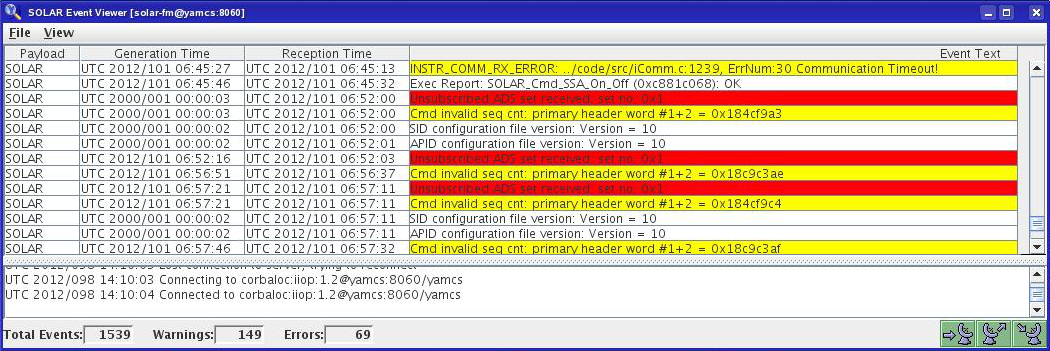 SOLAR Event Viewer [solar-fm@yamcs:8060]
File View
Payload Generation Time Reception Time Event Text
SOLAR UTC 2012/101 06:45:27 UTC 2012/101 06:45:13 INSTR_COMM_RX_ERROR: ../code/src/iComm.c:1239, ErrNum:30 Communication Timeout!
SOLAR UTC 2012/101 06:45:46 UTC 2012/101 06:45:32 Exec Report: SOLAR_Cmd_SSA_On_Off (0xc881c068): OK
SOLAR UTC 2000/001 00:00:03 UTC 2012/101 06:52:00 Unsubscribed ADS set received: set no: 0x1
SOLAR UTC 2000/001 00:00:03 UTC 2012/101 06:52:00 Cmd invalid seq cnt: primary header word #1+2 = 0x184cf9a3
SOLAR UTC 2000/001 00:00:03 UTC 2012/101 06:52:00 SID configuration file version: Version = 10
SOLAR UTC 2000/001 00:00:02 UTC 2012/101 06:52:01 APID configuration file version: Version = 10
SOLAR UTC 2012/101 06:52:16 UTC 2012/101 06:52:03 Unsubscribed ADS set received: set no: 0x1
SOLAR UTC 2012/101 06:56:51 UTC 2012/101 06:56:37 Cmd invalid seq cnt: primary header word #1+2 = 0x18c9c3ae
SOLAR UTC 2012/101 06:57:21 UTC 2012/101 06:57:11 Unsubscribed ADS set received: set no: 0x1
SOLAR UTC 2012/101 06:57:21 UTC 2012/101 06:57:11 Cmd invalid seq cnt: primary header word #1+2 = 0x184cf9c4
SOLAR UTC 2000/001 00:00:02 UTC 2012/101 06:57:11 SID configuration file version: Version = 10
SOLAR UTC 2000/001 00:00:02 UTC 2012/101 06:57:11 APID configuration file version: Version = 10
SOLAR UTC 2012/101 06:57:46 UTC 2012/101 06:57:32 Cmd invalid seq cnt: primary header word #1+2 = 0x18c9c3af
UTC 2012/098 14:10:03 Lost connection to server, trying to reconnect
UTC 2012/098 14:10:03 Connecting to corbaloc:iiop:1.2@yamcs:8060/yamcs
UTC 2012/098 14:10:04 Connected to corbaloc:iiop:1.2@yamcs:8060/yamcs
Total Events: 1539 Warnings: 149 Errors: 69